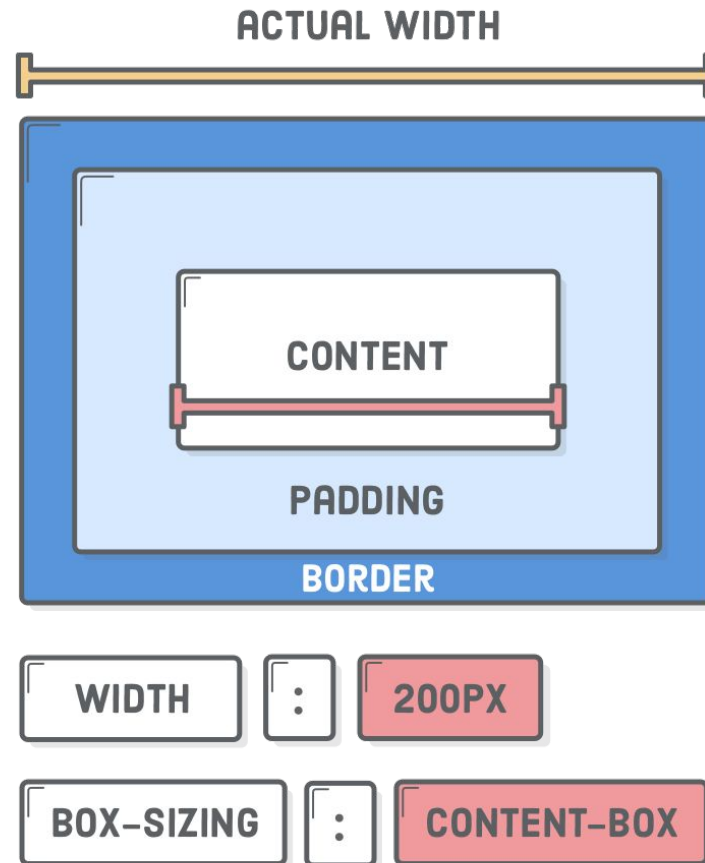 ACTUAL WIDTH
CONTENT
PADDING
BORDER
WIDTH : 200PX
BOX-SIZING : CONTENT-BOX